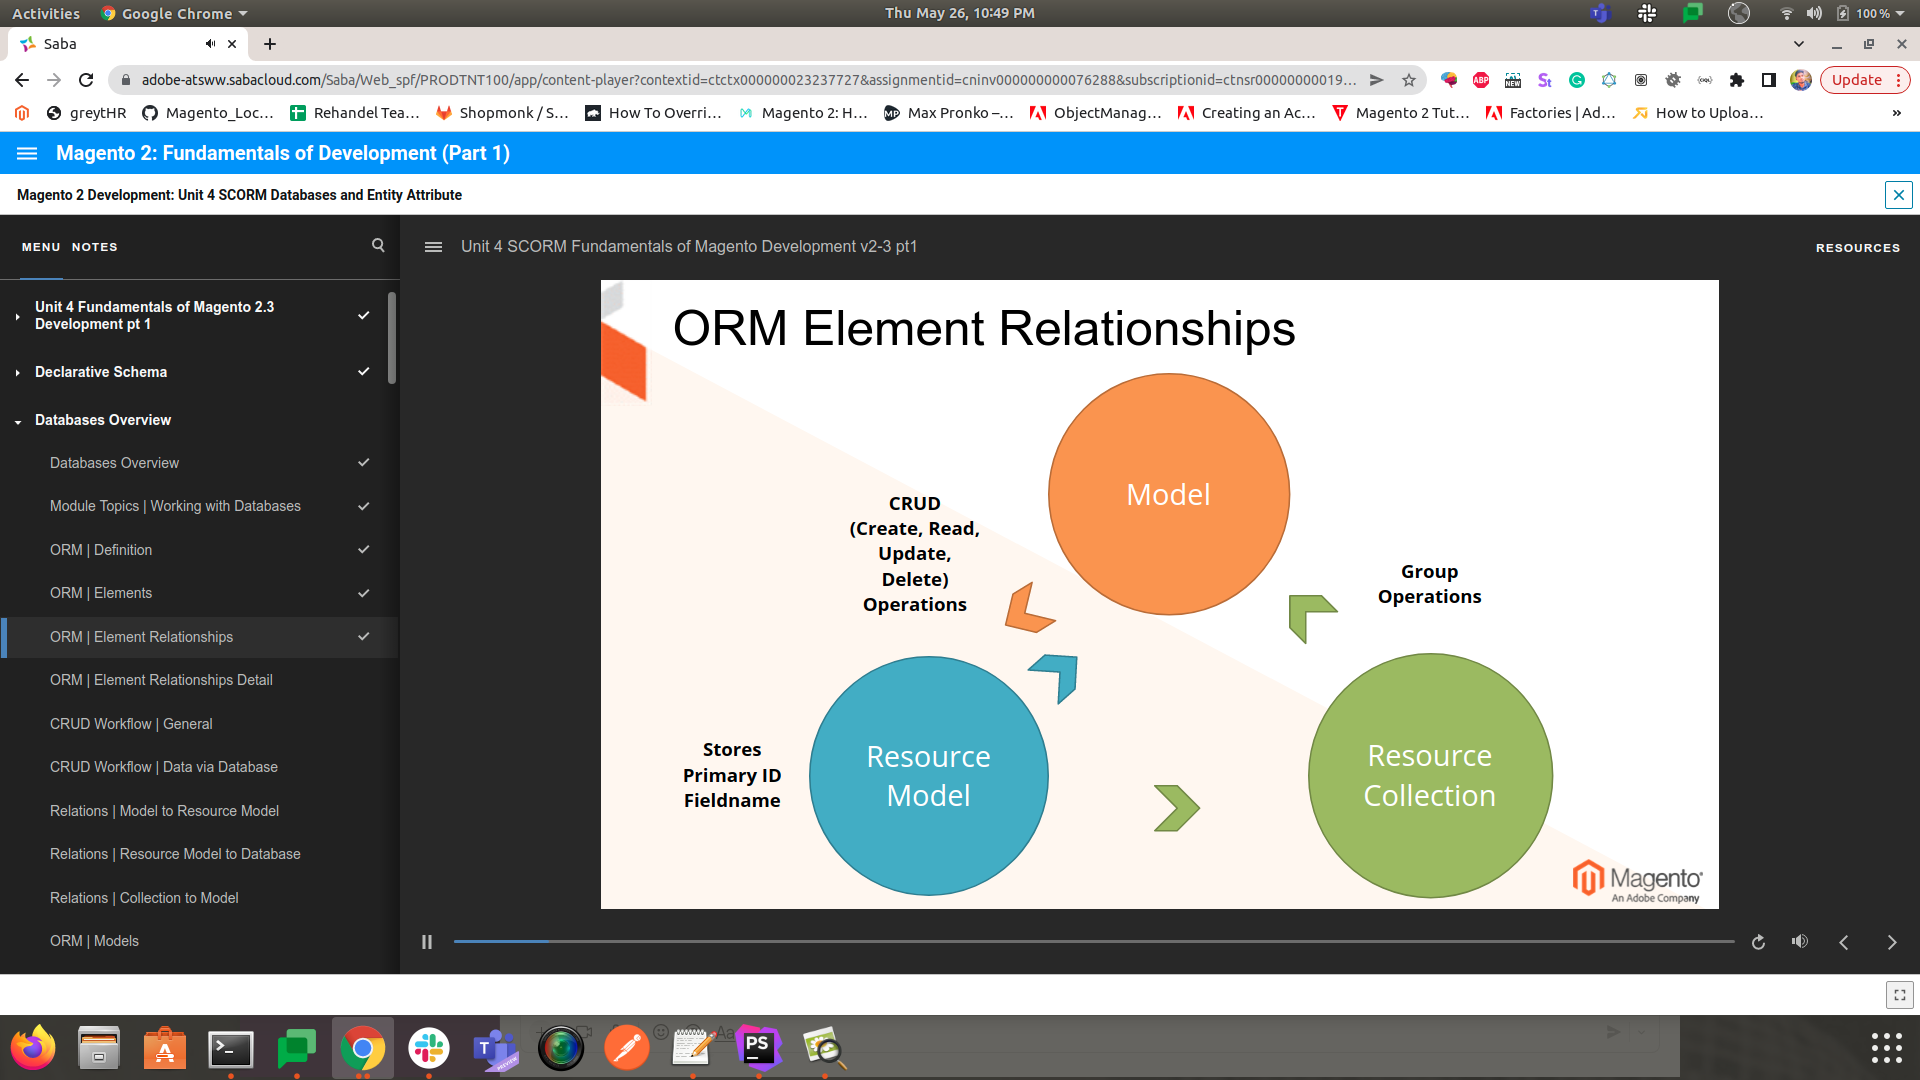 Activities
Google Chrome
Thu May 26, 10:49 PM
100 %
Saba
adobe-atsww.sabacloud.com/Saba/Web_spf/PRODTNT100/app/content-player?contextid=ctctx000000023237727&assignmentid=cninv000000000076288&subscriptionid=ctnsr00000000019...
ABP
NEW
St
Update
greytHR
Magento_Loc...
Rehandel Tea...
Shopmonk / S...
How To Overri...
Magento 2: H...
Max Pronko –...
ObjectManag...
Creating an Ac...
Magento 2 Tut...
Factories | Ad...
How to Uploa...
»
Magento 2: Fundamentals of Development (Part 1)
Magento 2 Development: Unit 4 SCORM Databases and Entity Attribute
MENU NOTES
Unit 4 SCORM Fundamentals of Magento Development v2-3 pt1
RESOURCES
Unit 4 Fundamentals of Magento 2.3
Development pt 1
Declarative Schema
Databases Overview
Databases Overview
Module Topics | Working with Databases
ORM | Definition
ORM | Elements
ORM | Element Relationships
ORM | Element Relationships Detail
CRUD Workflow | General
CRUD Workflow | Data via Database
Relations | Model to Resource Model
Relations | Resource Model to Database
Relations | Collection to Model
ORM | Models
ORM Element Relationships
Model
CRUD
(Create, Read,
Update,
Delete)
Operations
Group
Operations
Stores
Primary ID
Fieldname
Resource
Model
Resource
Collection
Magento
An Adobe Company
PS